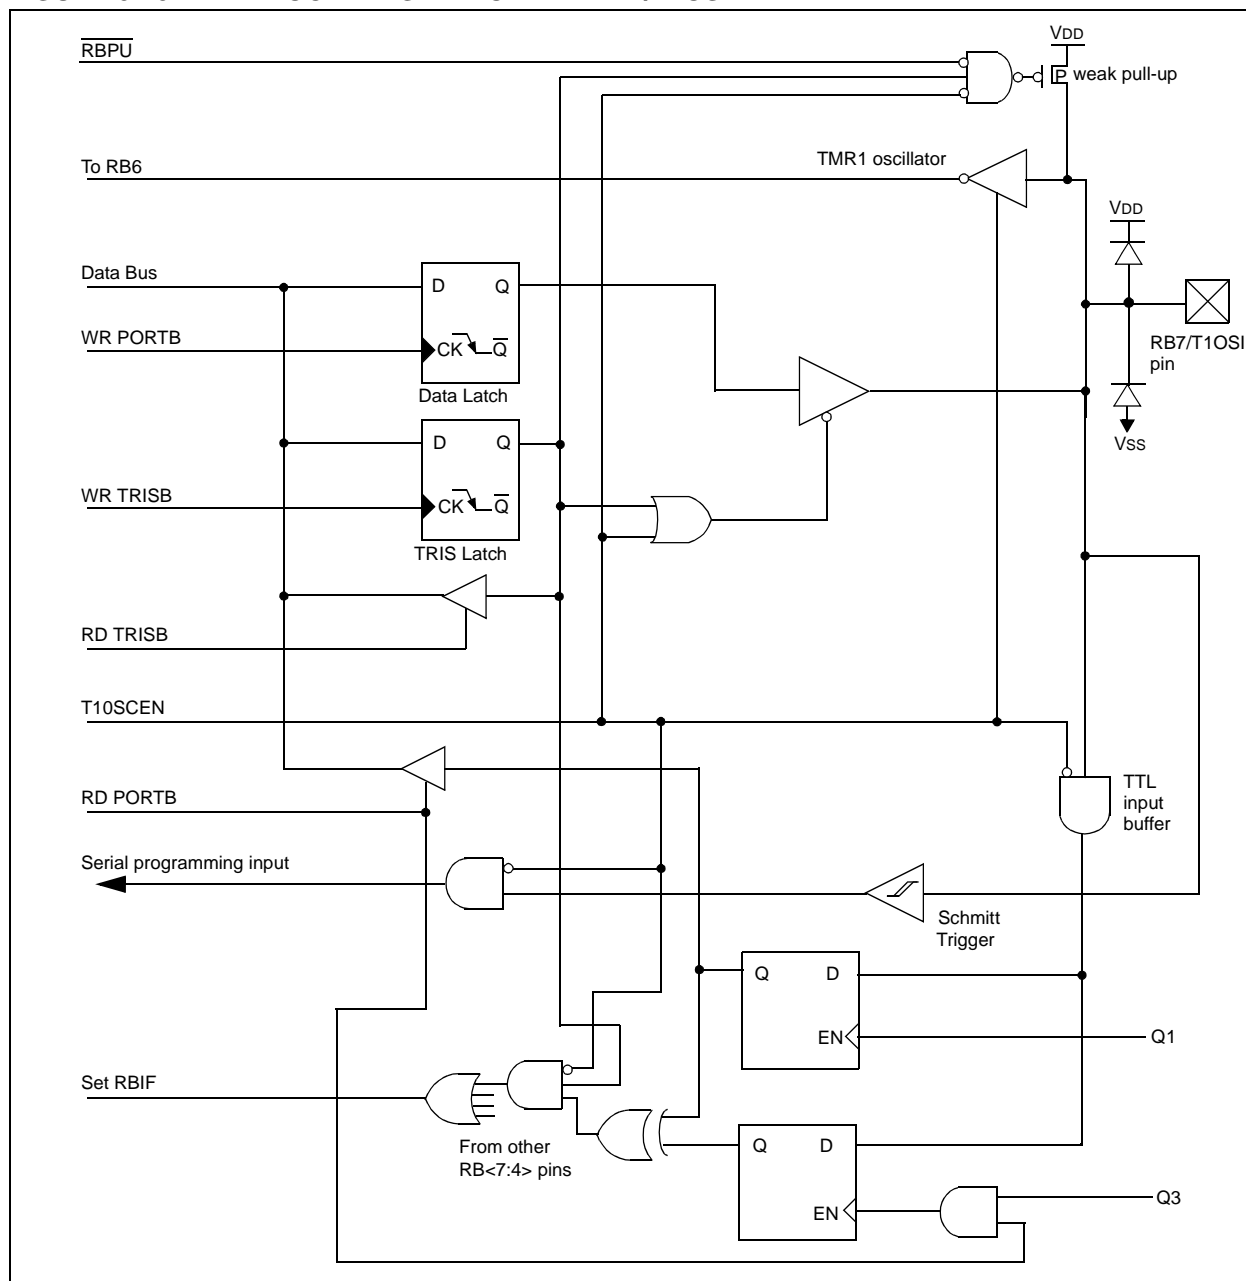 RBPU
VDD
P weak pull-up
To RB6
TMR1 oscillator
VDD
Data Bus
D Q
WR PORTB
CK Q
Data Latch
RB7/T1OSI
pin
VSS
D Q
WR TRISB
CK Q
TRIS Latch
RD TRISB
T10SCEN
RD PORTB
TTL
input
buffer
Serial programming input
Schmitt
Trigger
Q D
EN
Q1
Set RBIF
From other
RB<7:4> pins
Q D
EN
Q3